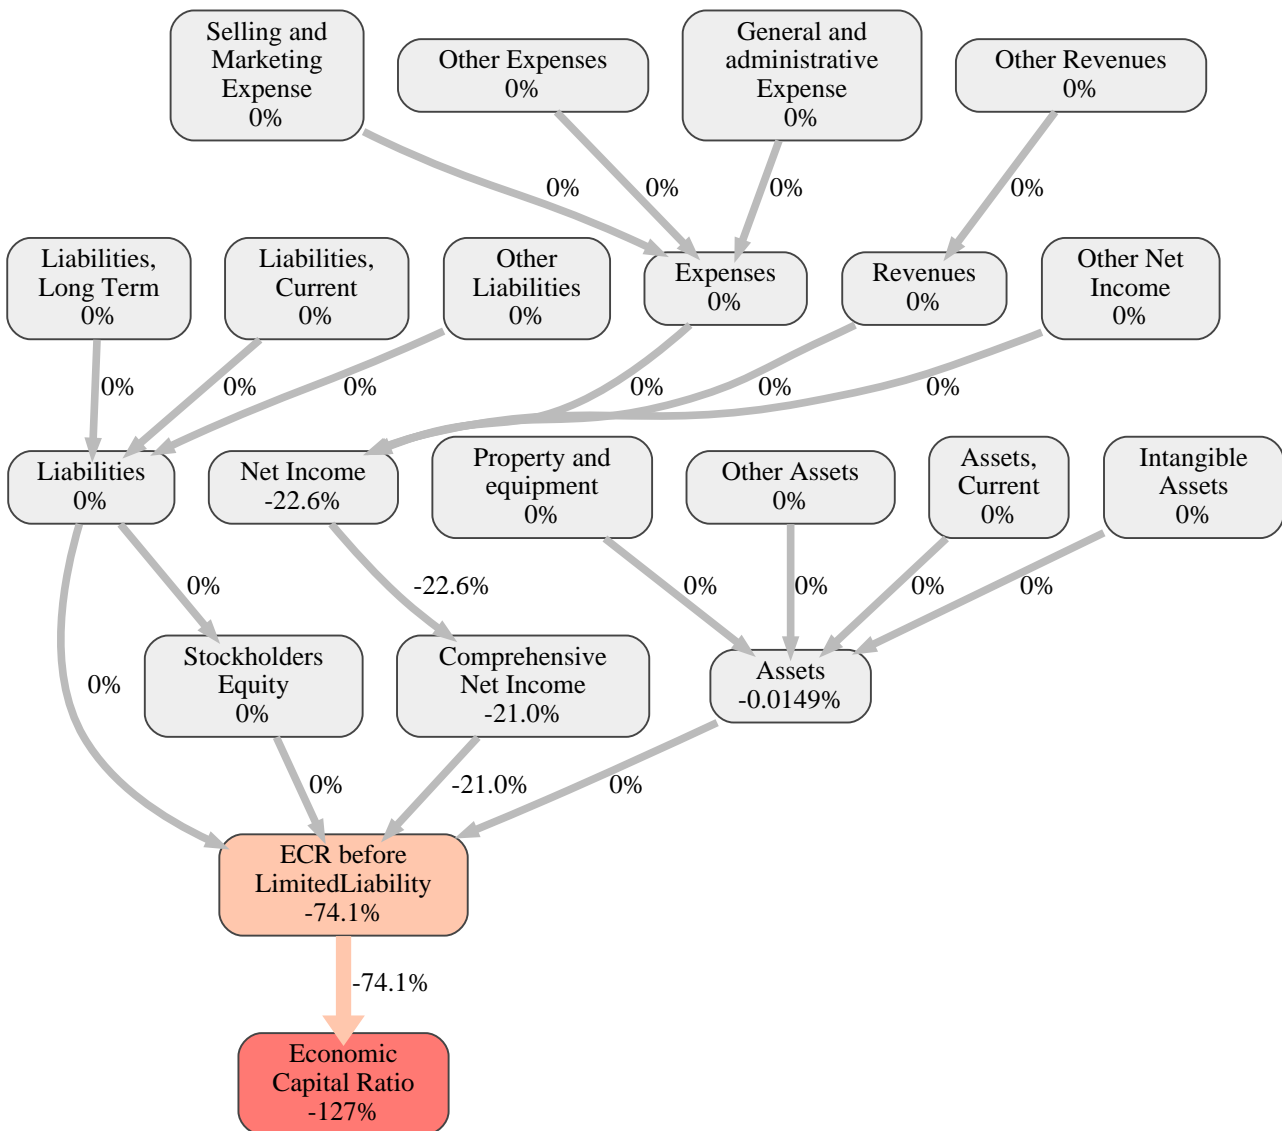 Selling and
Marketing
Expense
0%
Other Expenses
0%
General and
administrative
Expense
0%
Other Revenues
0%
0%
0%
0%
0%
Liabilities,
Long Term
0%
Liabilities,
Current
0%
Other
Liabilities
0%
Expenses
0%
Revenues
0%
Other Net
Income
0%
0%
0%
0%
0%
0%
0%
Liabilities
0%
Net Income
-22.6%
Property and
equipment
0%
Other Assets
0%
Assets,
Current
0%
Intangible
Assets
0%
0%
-22.6%
0%
0%
0%
0%
0%
Stockholders
Equity
0%
Comprehensive
Net Income
-21.0%
Assets
-0.0149%
0%
-21.0%
0%
ECR before
LimitedLiability
-74.1%
-74.1%
Economic
Capital Ratio
-127%